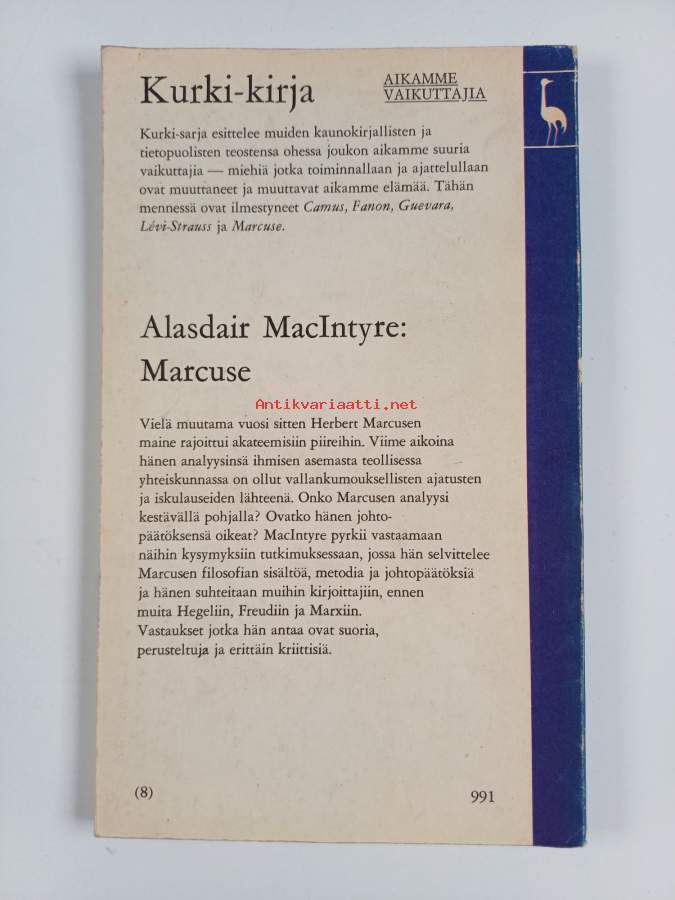 Kurki-kirja
AIKAMME
VAIKUTTAJIA
Kurki-sarja esittelee muiden kaunokirjallisten ja
tietopuolisten teostensa ohessa joukon aikamme suuria
vaikuttajia — miehiä jotka toiminnallaan ja ajattelullaan
ovat muuttaneet ja muuttavat aikamme elämää. Tähän
mennessä ovat ilmestyneet Camus, Fanon, Guevara,
Lévi-Strauss ja Marcuse.
Alasdair MacIntyre:
Marcuse
Antikvariaatti.net
Vielä muutama vuosi sitten Herbert Marcusen
maine rajoittui akateemisiin piireihin. Viime aikoina
hänen analyysinsä ihmisen asemasta teollisessa
yhteiskunnassa on ollut vallankumouksellisten ajatusten
ja iskulauseiden lähteenä. Onko Marcusen analyysi
kestävällä pohjalla? Ovatko hänen johto-
päätöksensä oikeat? MacIntyre pyrkii vastaamaan
näihin kysymyksiin tutkimuksessaan, jossa hän selvittelee
Marcusen filosofian sisältöä, metodia ja johtopäätöksiä
ja hänen suhteitaan muihin kirjoittajiin, ennen
muita Hegeliin, Freudiin ja Marxiin.
Vastaukset jotka hän antaa ovat suoria,
perusteltuja ja erittäin kriittisiä.
(8)
991